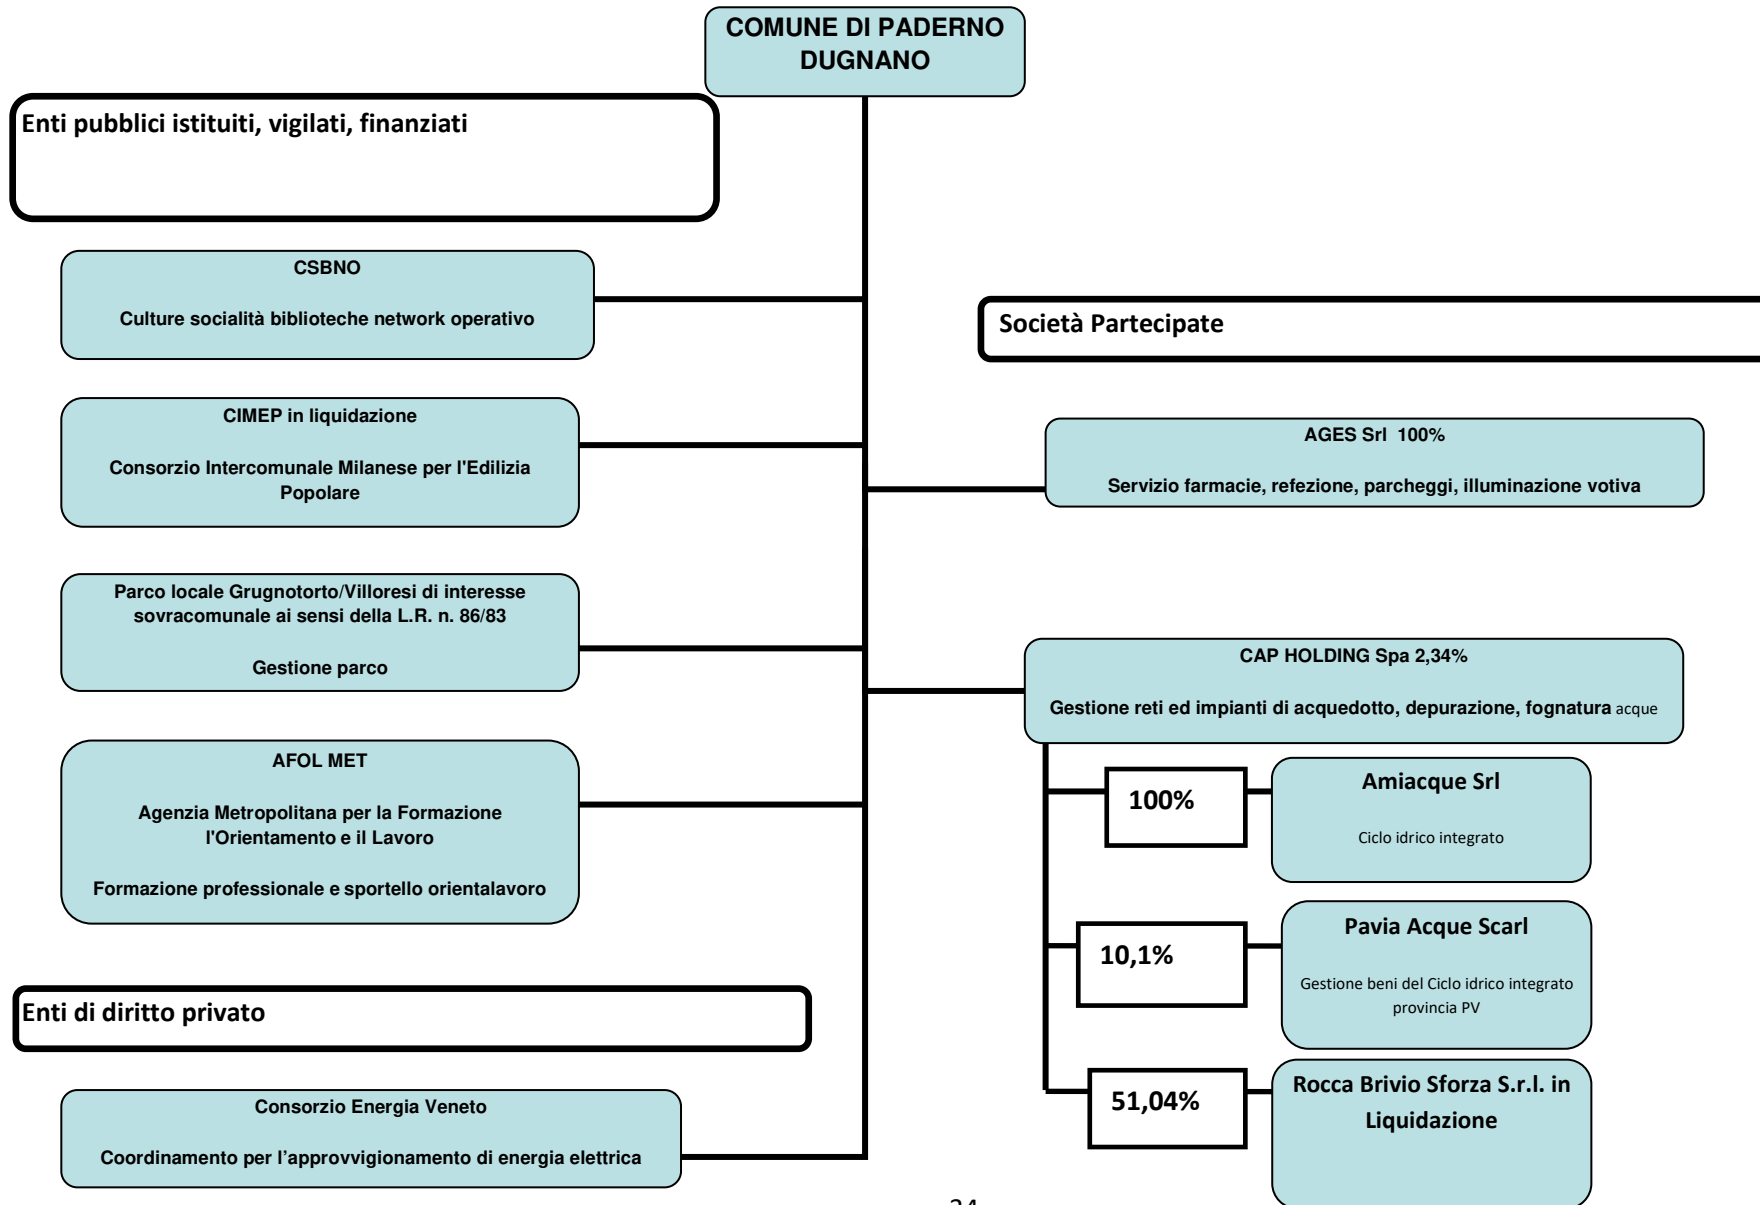 COMUNE DI PADERNO
DUGNANO
Enti pubblici istituiti, vigilati, finanziati
CSBNO
Culture socialità biblioteche network operativo
CIMEP in liquidazione
Consorzio Intercomunale Milanese per l'Edilizia
Popolare
Parco locale Grugnotorto/Villoresi di interesse
sovracomunale ai sensi della L.R. n. 86/83
Gestione parco
AFOL MET
Agenzia Metropolitana per la Formazione
l'Orientamento e il Lavoro
Formazione professionale e sportello orientalavoro
Enti di diritto privato
Consorzio Energia Veneto
Coordinamento per l’approvvigionamento di energia elettrica
Società Partecipate
AGES Srl 100%
Servizio farmacie, refezione, parcheggi, illuminazione votiva
CAP HOLDING Spa 2,34%
Gestione reti ed impianti di acquedotto, depurazione, fognatura acque
100%
Amiacque Srl
Ciclo idrico integrato
10,1%
Pavia Acque Scarl
Gestione beni del Ciclo idrico integrato
provincia PV
51,04%
Rocca Brivio Sforza S.r.l. in
Liquidazione